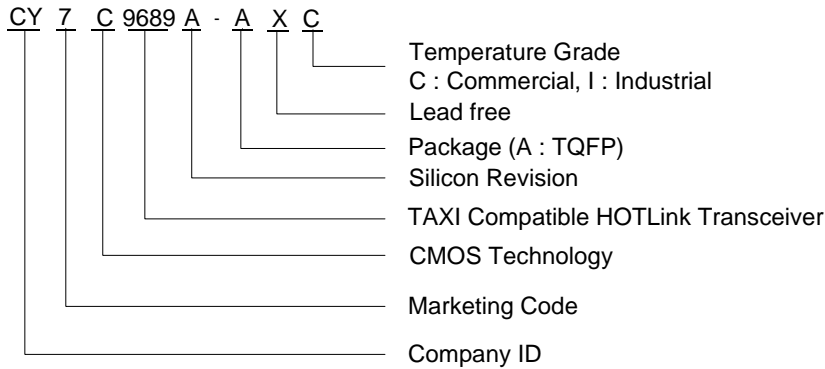 CY 7 C 9689 A - A X C
Temperature Grade
C : Commercial, I : Industrial
Lead free
Package (A : TQFP)
Silicon Revision
TAXI Compatible HOTLink Transceiver
CMOS Technology
Marketing Code
Company ID